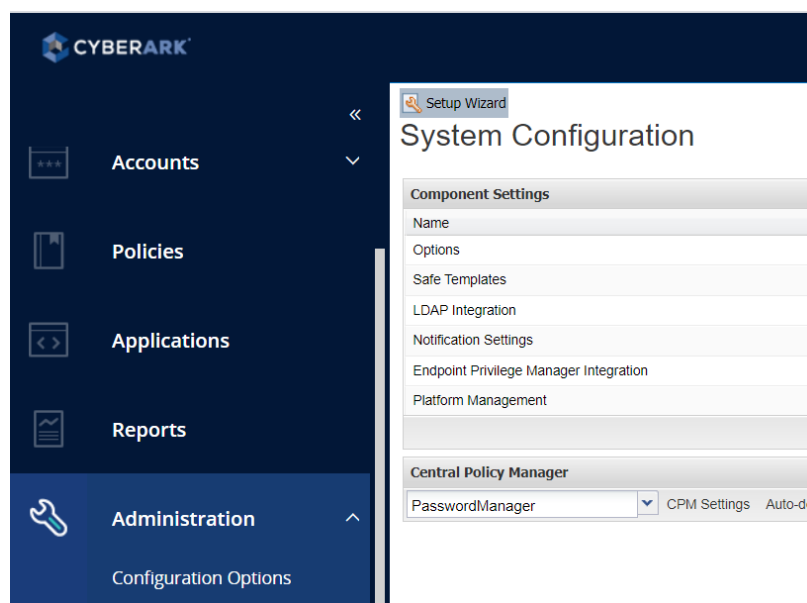 CYBERARK
«
Accounts
Policies
Applications
Reports
Administration
Configuration Options
Setup Wizard
System Configuration
Component Settings
Name
Options
Safe Templates
LDAP Integration
Notification Settings
Endpoint Privilege Manager Integration
Platform Management
Central Policy Manager
PasswordManager CPM Settings Auto-d